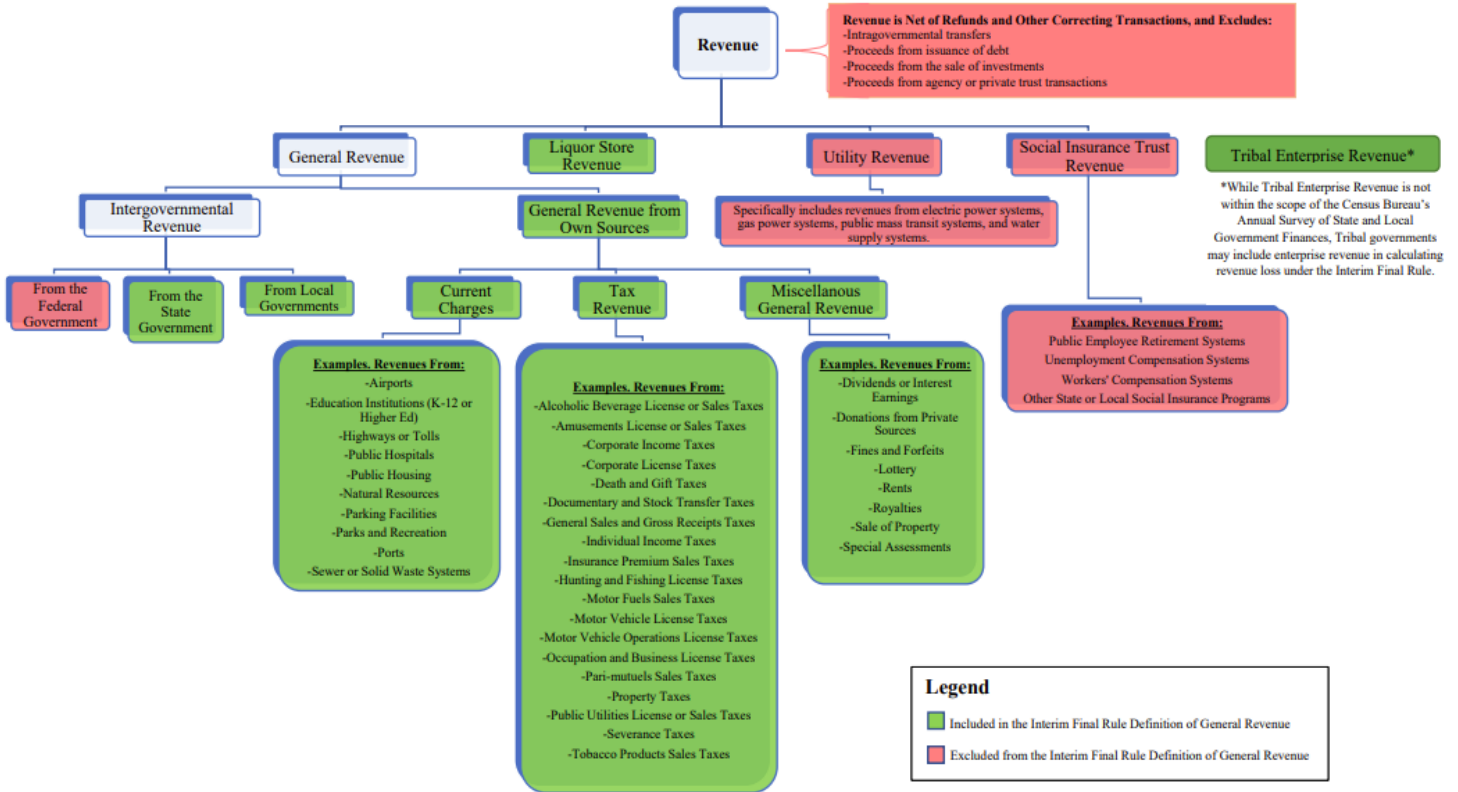 Revenue
Revenue is Net of Refunds and Other Correcting Transactions, and Excludes:
-Intragovernmental transfers
-Proceeds from issuance of debt
-Proceeds from the sale of investments
-Proceeds from agency or private trust transactions
General Revenue
Liquor Store
Revenue
Utility Revenue
Social Insurance Trust
Revenue
Tribal Enterprise Revenue*
*While Tribal Enterprise Revenue is not
within the scope of the Census Bureau's
Annual Survey of State and Local
Government Finances, Tribal governments
may include enterprise revenue in calculating
revenue loss under the Interim Final Rule.
Intergovernmental
Revenue
General Revenue from
Own Sources
Specifically includes revenues from electric power systems,
gas power systems, public mass transit systems, and water
supply systems.
From the
Federal
Government
From the
State
Government
From Local
Governments
Current
Charges
Tax
Revenue
Miscellanous
General Revenue
Examples. Revenues From:
-Airports
-Education Institutions (K-12 or
Higher Ed)
-Highways or Tolls
-Public Hospitals
-Public Housing
-Natural Resources
-Parking Facilities
-Parks and Recreation
-Ports
-Sewer or Solid Waste Systems
Examples. Revenues From:
-Alcoholic Beverage License or Sales Taxes
-Amusements License or Sales Taxes
-Corporate Income Taxes
-Corporate License Taxes
-Death and Gift Taxes
-Documentary and Stock Transfer Taxes
-General Sales and Gross Receipts Taxes
-Individual Income Taxes
-Insurance Premium Sales Taxes
-Hunting and Fishing License Taxes
-Motor Fuels Sales Taxes
-Motor Vehicle License Taxes
-Motor Vehicle Operations License Taxes
-Occupation and Business License Taxes
-Pari-mutuels Sales Taxes
-Property Taxes
-Public Utilities License or Sales Taxes
-Severance Taxes
-Tobacco Products Sales Taxes
Examples. Revenues From:
-Dividends or Interest
Earnings
-Donations from Private
Sources
-Fines and Forfeits
-Lottery
-Rents
-Royalties
-Sale of Property
-Special Assessments
Examples. Revenues From:
Public Employee Retirement Systems
Unemployment Compensation Systems
Workers' Compensation Systems
Other State or Local Social Insurance Programs
Legend
Included in the Interim Final Rule Definition of General Revenue
Excluded from the Interim Final Rule Definition of General Revenue